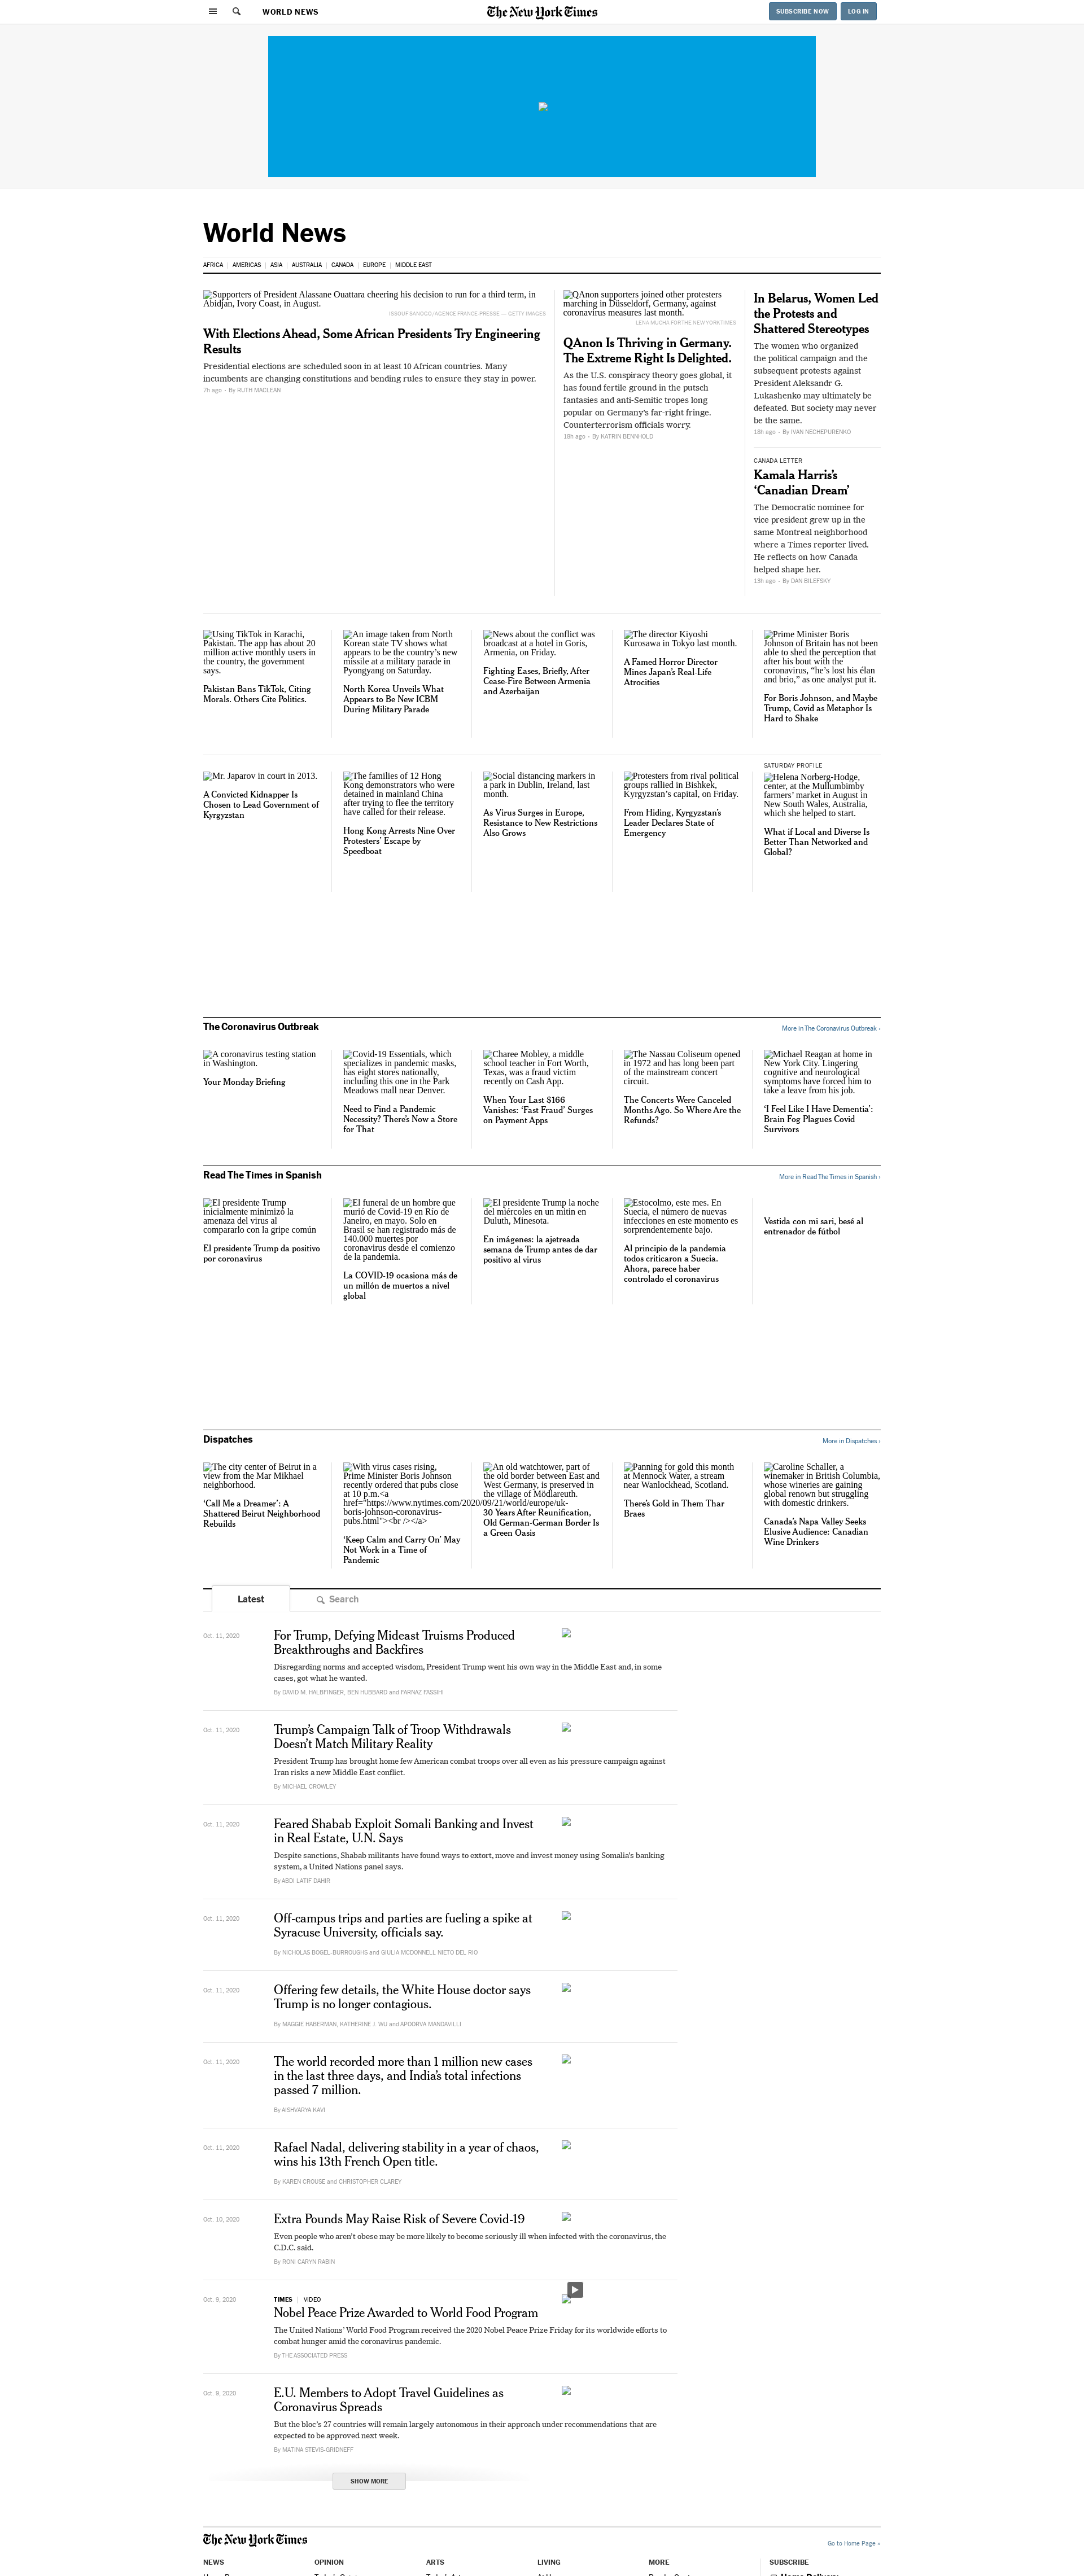 WORLD NEWS
The New York Times
SUBSCRIBE NOW
LOG IN
World News
AFRICA
AMERICAS
ASIA
AUSTRALIA
CANADA
EUROPE
MIDDLE EAST
Supporters of President Alassane Ouattara cheering his decision to run for a third term, in
Abidjan, Ivory Coast, in August.
ISSOUF SANOGO/AGENCE FRANCE-PRESSE — GETTY IMAGES
With Elections Ahead, Some African Presidents Try Engineering
Results
Presidential elections are scheduled soon in at least 10 African countries. Many
incumbents are changing constitutions and bending rules to ensure they stay in power.
7h ago – By RUTH MACLEAN
QAnon supporters joined other protesters
marching in Düsseldorf, Germany, against
coronavirus measures last month.
LENA MUCHA FOR THE NEW YORK TIMES
QAnon Is Thriving in Germany.
The Extreme Right Is Delighted.
As the U.S. conspiracy theory goes global, it
has found fertile ground in the putsch
fantasies and anti-Semitic tropes long
popular on Germany's far-right fringe.
Counterterrorism officials worry.
18h ago – By KATRIN BENNHOLD
In Belarus, Women Led
the Protests and
Shattered Stereotypes
The women who organized
the political campaign and the
subsequent protests against
President Aleksandr G.
Lukashenko may ultimately be
defeated. But society may never
be the same.
18h ago – By IVAN NECHEPURENKO
CANADA LETTER
Kamala Harris's
‘Canadian Dream’
The Democratic nominee for
vice president grew up in the
same Montreal neighborhood
where a Times reporter lived.
He reflects on how Canada
helped shape her.
13h ago – By DAN BILEFSKY
Using TikTok in Karachi,
Pakistan. The app has about 20
million active monthly users in
the country, the government
says.
Pakistan Bans TikTok, Citing
Morals. Others Cite Politics.
An image taken from North
Korean state TV shows what
appears to be the country's new
missile at a military parade in
Pyongyang on Saturday.
North Korea Unveils What
Appears to Be New ICBM
During Military Parade
News about the conflict was
broadcast at a hotel in Goris,
Armenia, on Friday.
Fighting Eases, Briefly, After
Cease-Fire Between Armenia
and Azerbaijan
The director Kiyoshi
Kurosawa in Tokyo last month.
A Famed Horror Director
Mines Japan's Real-Life
Atrocities
Prime Minister Boris
Johnson of Britain has not been
able to shed the perception that
after his bout with the
coronavirus, “he's lost his élan
and brio,” as one analyst put it.
For Boris Johnson, and Maybe
Trump, Covid as Metaphor Is
Hard to Shake
Mr. Japarov in court in 2013.
A Convicted Kidnapper Is
Chosen to Lead Government of
Kyrgyzstan
The families of 12 Hong
Kong demonstrators who were
detained in mainland China
after trying to flee the territory
have called for their release.
Hong Kong Arrests Nine Over
Protesters' Escape by
Speedboat
Social distancing markers in
a park in Dublin, Ireland, last
month.
As Virus Surges in Europe,
Resistance to New Restrictions
Also Grows
Protesters from rival political
groups rallied in Bishkek,
Kyrgyzstan's capital, on Friday.
From Hiding, Kyrgyzstan's
Leader Declares State of
Emergency
SATURDAY PROFILE
Helena Norberg-Hodge,
center, at the Mullumbimby
farmers' market in August in
New South Wales, Australia,
which she helped to start.
What if Local and Diverse Is
Better Than Networked and
Global?
The Coronavirus Outbreak
More in The Coronavirus Outbreak ›
A coronavirus testing station
in Washington.
Your Monday Briefing
Covid-19 Essentials, which
specializes in pandemic masks,
has eight stores nationally,
including this one in the Park
Meadows mall near Denver.
Need to Find a Pandemic
Necessity? There's Now a Store
for That
Charee Mobley, a middle
school teacher in Fort Worth,
Texas, was a fraud victim
recently on Cash App.
When Your Last $166
Vanishes: ‘Fast Fraud’ Surges
on Payment Apps
The Nassau Coliseum opened
in 1972 and has long been part
of the mainstream concert
circuit.
The Concerts Were Canceled
Months Ago. So Where Are the
Refunds?
Michael Reagan at home in
New York City. Lingering
cognitive and neurological
symptoms have forced him to
take a leave from his job.
‘I Feel Like I Have Dementia’:
Brain Fog Plagues Covid
Survivors
Read The Times in Spanish
More in Read The Times in Spanish ›
El presidente Trump
inicialmente minimizó la
amenaza del virus al
compararlo con la gripe común
El presidente Trump da positivo
por coronavirus
El funeral de un hombre que
murió de Covid-19 en Río de
Janeiro, en mayo. Solo en
Brasil se han registrado más de
140.000 muertes por
coronavirus desde el comienzo
de la pandemia.
La COVID-19 ocasiona más de
un millón de muertos a nivel
global
El presidente Trump la noche
del miércoles en un mitin en
Duluth, Minesota.
En imágenes: la ajetreada
semana de Trump antes de dar
positivo al virus
Estocolmo, este mes. En
Suecia, el número de nuevas
infecciones en este momento es
sorprendentemente bajo.
Al principio de la pandemia
todos criticaron a Suecia.
Ahora, parece haber
controlado el coronavirus
Vestida con mi sari, besé al
entrenador de fútbol
Dispatches
More in Dispatches ›
The city center of Beirut in a
view from the Mar Mikhael
neighborhood.
‘Call Me a Dreamer’: A
Shattered Beirut Neighborhood
Rebuilds
With virus cases rising,
Prime Minister Boris Johnson
recently ordered that pubs close
at 10 p.m.<a
href="https://www.nytimes.com/2020/09/21/world/europe/uk-
boris-johnson-coronavirus-
pubs.html"><br /></a>
‘Keep Calm and Carry On’ May
Not Work in a Time of
Pandemic
An old watchtower, part of
the old border between East and
West Germany, is preserved in
the village of Mödlareuth.
30 Years After Reunification,
Old German-German Border Is
a Green Oasis
Panning for gold this month
at Mennock Water, a stream
near Wanlockhead, Scotland.
There's Gold in Them Thar
Braes
Caroline Schaller, a
winemaker in British Columbia,
whose wineries are gaining
global renown but struggling
with domestic drinkers.
Canada's Napa Valley Seeks
Elusive Audience: Canadian
Wine Drinkers
Latest
Search
Oct. 11, 2020
For Trump, Defying Mideast Truisms Produced
Breakthroughs and Backfires
Disregarding norms and accepted wisdom, President Trump went his own way in the Middle East and, in some
cases, got what he wanted.
By DAVID M. HALBFINGER, BEN HUBBARD and FARNAZ FASSIHI
Oct. 11, 2020
Trump's Campaign Talk of Troop Withdrawals
Doesn't Match Military Reality
President Trump has brought home few American combat troops over all even as his pressure campaign against
Iran risks a new Middle East conflict.
By MICHAEL CROWLEY
Oct. 11, 2020
Feared Shabab Exploit Somali Banking and Invest
in Real Estate, U.N. Says
Despite sanctions, Shabab militants have found ways to extort, move and invest money using Somalia's banking
system, a United Nations panel says.
By ABDI LATIF DAHIR
Oct. 11, 2020
Off-campus trips and parties are fueling a spike at
Syracuse University, officials say.
By NICHOLAS BOGEL-BURROUGHS and GIULIA MCDONNELL NIETO DEL RIO
Oct. 11, 2020
Offering few details, the White House doctor says
Trump is no longer contagious.
By MAGGIE HABERMAN, KATHERINE J. WU and APOORVA MANDAVILLI
Oct. 11, 2020
The world recorded more than 1 million new cases
in the last three days, and India's total infections
passed 7 million.
By AISHVARYA KAVI
Oct. 11, 2020
Rafael Nadal, delivering stability in a year of chaos,
wins his 13th French Open title.
By KAREN CROUSE and CHRISTOPHER CLAREY
Oct. 10, 2020
Extra Pounds May Raise Risk of Severe Covid-19
Even people who aren't obese may be more likely to become seriously ill when infected with the coronavirus, the
C.D.C. said.
By RONI CARYN RABIN
Oct. 9, 2020
TIMES
VIDEO
Nobel Peace Prize Awarded to World Food Program
The United Nations' World Food Program received the 2020 Nobel Peace Prize Friday for its worldwide efforts to
combat hunger amid the coronavirus pandemic.
By THE ASSOCIATED PRESS
Oct. 9, 2020
E.U. Members to Adopt Travel Guidelines as
Coronavirus Spreads
But the bloc's 27 countries will remain largely autonomous in their approach under recommendations that are
expected to be approved next week.
By MATINA STEVIS-GRIDNEFF
SHOW MORE
The New York Times
Go to Home Page »
NEWS
OPINION
ARTS
LIVING
MORE
SUBSCRIBE